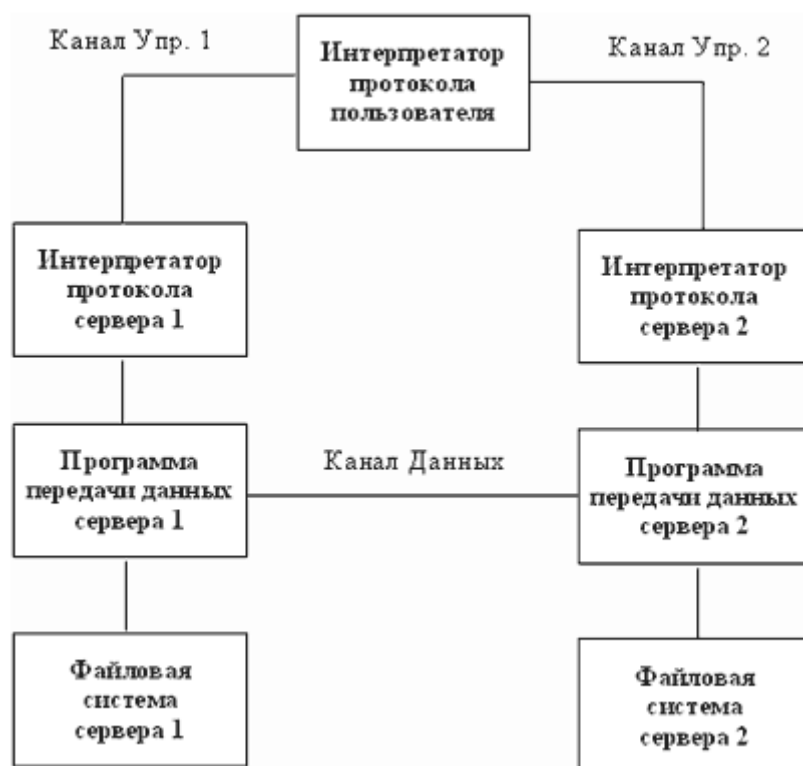 Канал Упр. 1
Интерпретатор
протокола
пользователя
Канал Упр. 2
Интерпретатор
протокола
сервера 1
Интерпретатор
протокола
сервера 2
Программа
передачи данных
сервера 1
Канал Данных
Программа
передачи данных
сервера 2
Файловая
система
сервера 1
Файловая
система
сервера 2